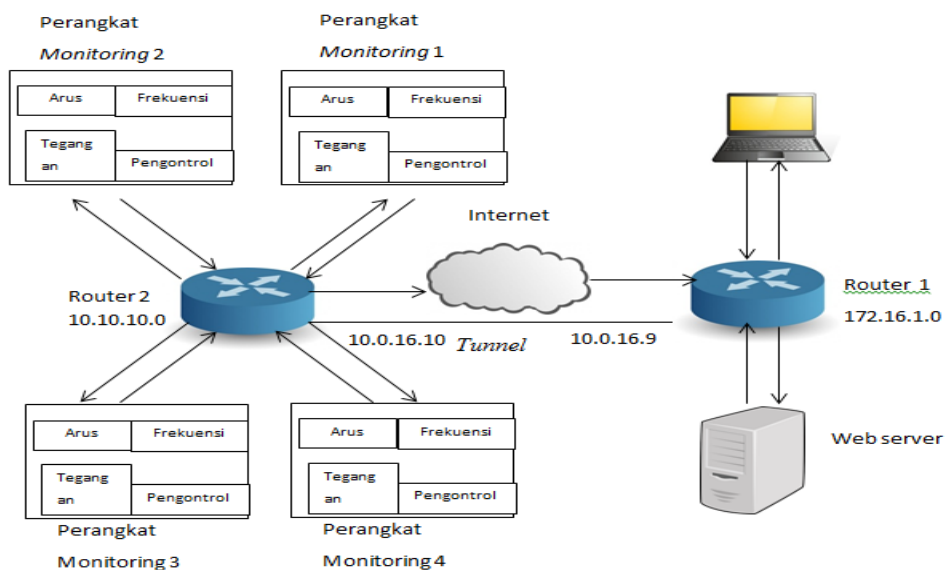 Perangkat
Monitoring 2
Arus
Frekuensi
Tegang
an
Pengontrol
Perangkat
Monitoring 1
Arus
Frekuensi
Tegang
an
Pengontrol
Internet
Router 2
10.10.10.0
Router 1
172.16.1.0
10.0.16.10
Tunnel
10.0.16.9
Arus
Frekuensi
Tegang
an
Pengontrol
Perangkat
Monitoring 3
Arus
Frekuensi
Tegang
an
Pengontrol
Perangkat
Monitoring 4
Web server